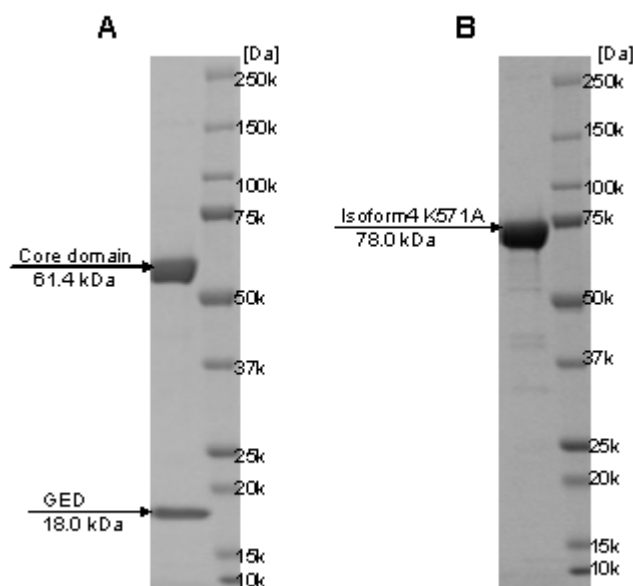 A
[Da]
250k
150k
100k
75k
Core domain
61.4 kDa
50k
37k
25k
20k
GED
18.0 kDa
15k
10k
B
[Da]
250k
150k
100k
75k
Isoform4 K571A
78.0 kDa
50k
37k
25k
20k
15k
10k